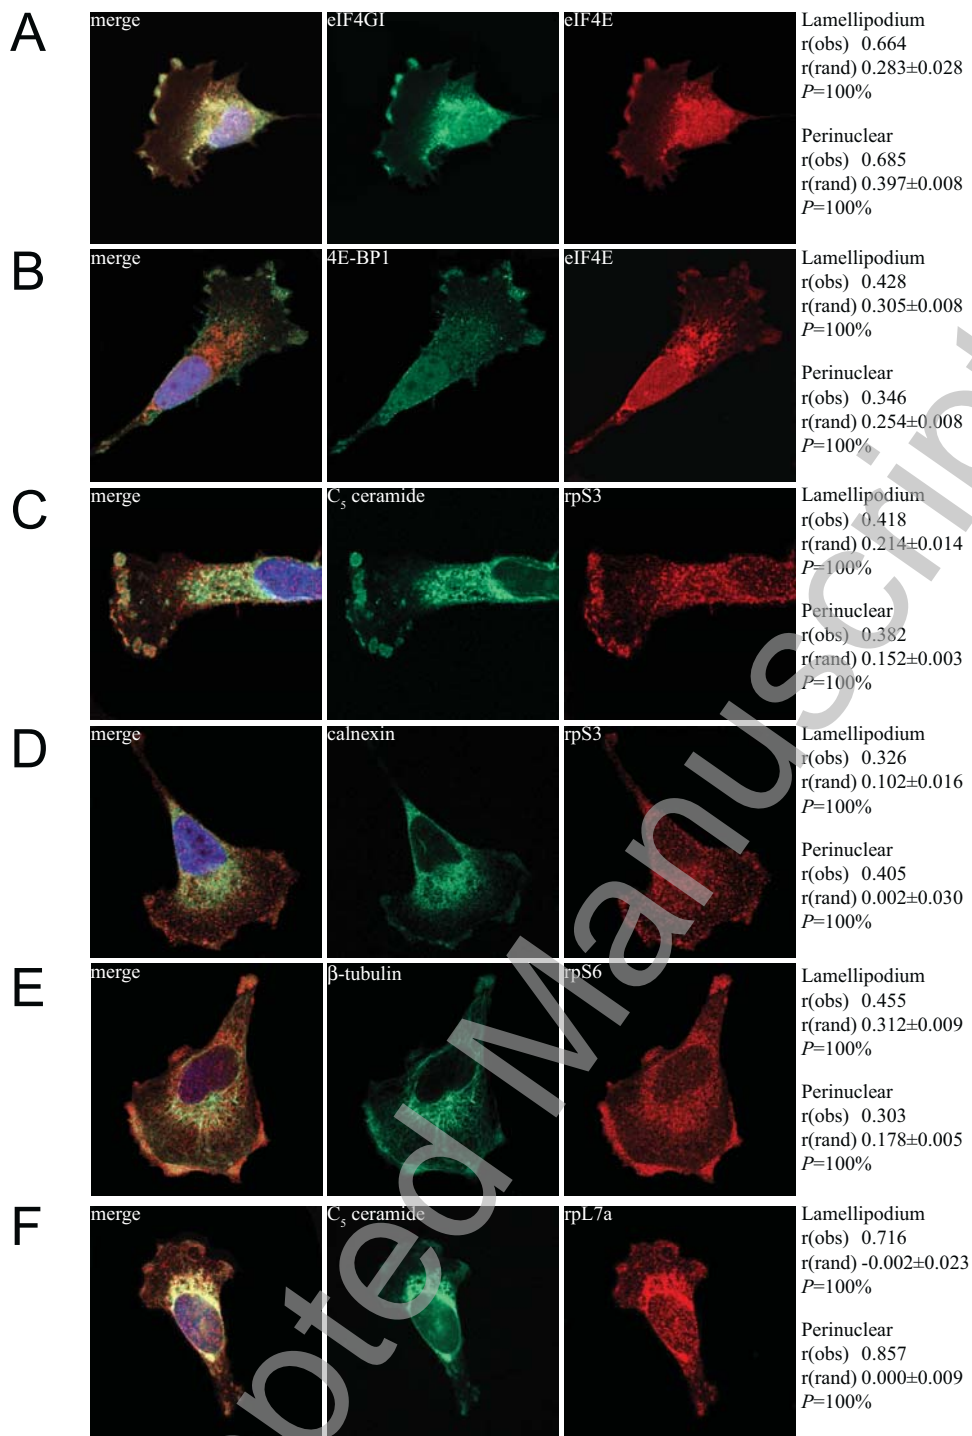 A
merge
eIF4GI
eIF4E
Lamellipodium
r(obs) 0.664
r(rand) 0.283±0.028
P=100%
Perinuclear
r(obs) 0.685
r(rand) 0.397±0.008
P=100%
B
merge
4E-BP1
eIF4E
Lamellipodium
r(obs) 0.428
r(rand) 0.305±0.008
P=100%
Perinuclear
r(obs) 0.346
r(rand) 0.254±0.008
P=100%
C
merge
C₅ ceramide
rpS3
Lamellipodium
r(obs) 0.418
r(rand) 0.214±0.014
P=100%
Perinuclear
r(obs) 0.382
r(rand) 0.152±0.003
P=100%
D
merge
calnexin
rpS3
Lamellipodium
r(obs) 0.326
r(rand) 0.102±0.016
P=100%
Perinuclear
r(obs) 0.405
r(rand) 0.002±0.030
P=100%
E
merge
β-tubulin
rpS6
Lamellipodium
r(obs) 0.455
r(rand) 0.312±0.009
P=100%
Perinuclear
r(obs) 0.303
r(rand) 0.178±0.005
P=100%
F
merge
C₅ ceramide
rpL7a
Lamellipodium
r(obs) 0.716
r(rand) -0.002±0.023
P=100%
Perinuclear
r(obs) 0.857
r(rand) 0.000±0.009
P=100%
pted Manuscript